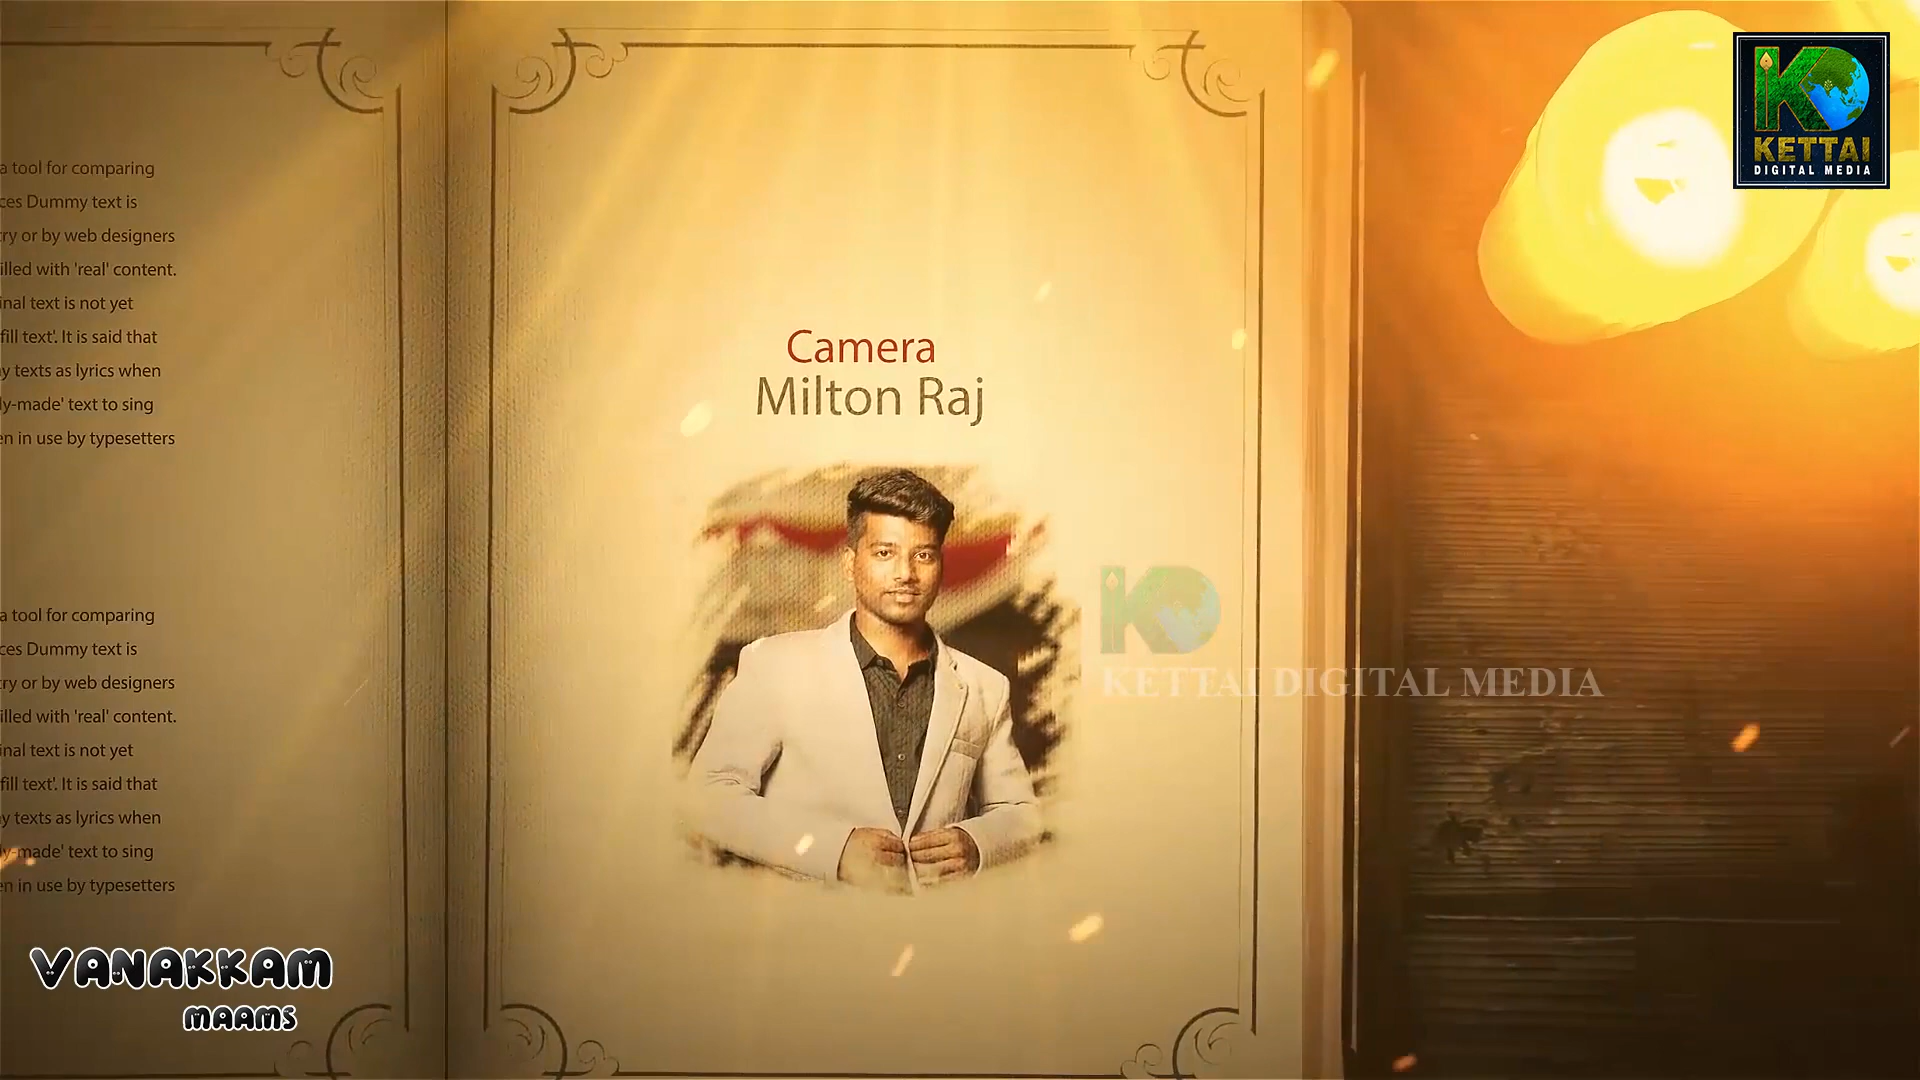 a tool for comparing
ces Dummy text is
try or by web designers
illed with 'real' content.
inal text is not yet
fill text'. It is said that
y texts as lyrics when
ly-made' text to sing
en in use by typesetters
a tool for comparing
ces Dummy text is
try or by web designers
illed with 'real' content.
inal text is not yet
fill text'. It is said that
y texts as lyrics when
ly-made' text to sing
en in use by typesetters
VANAKKAM
MAAMS
Camera
Milton Raj
KD
KETTAI DIGITAL MEDIA
KD
KETTAI
DIGITAL MEDIA